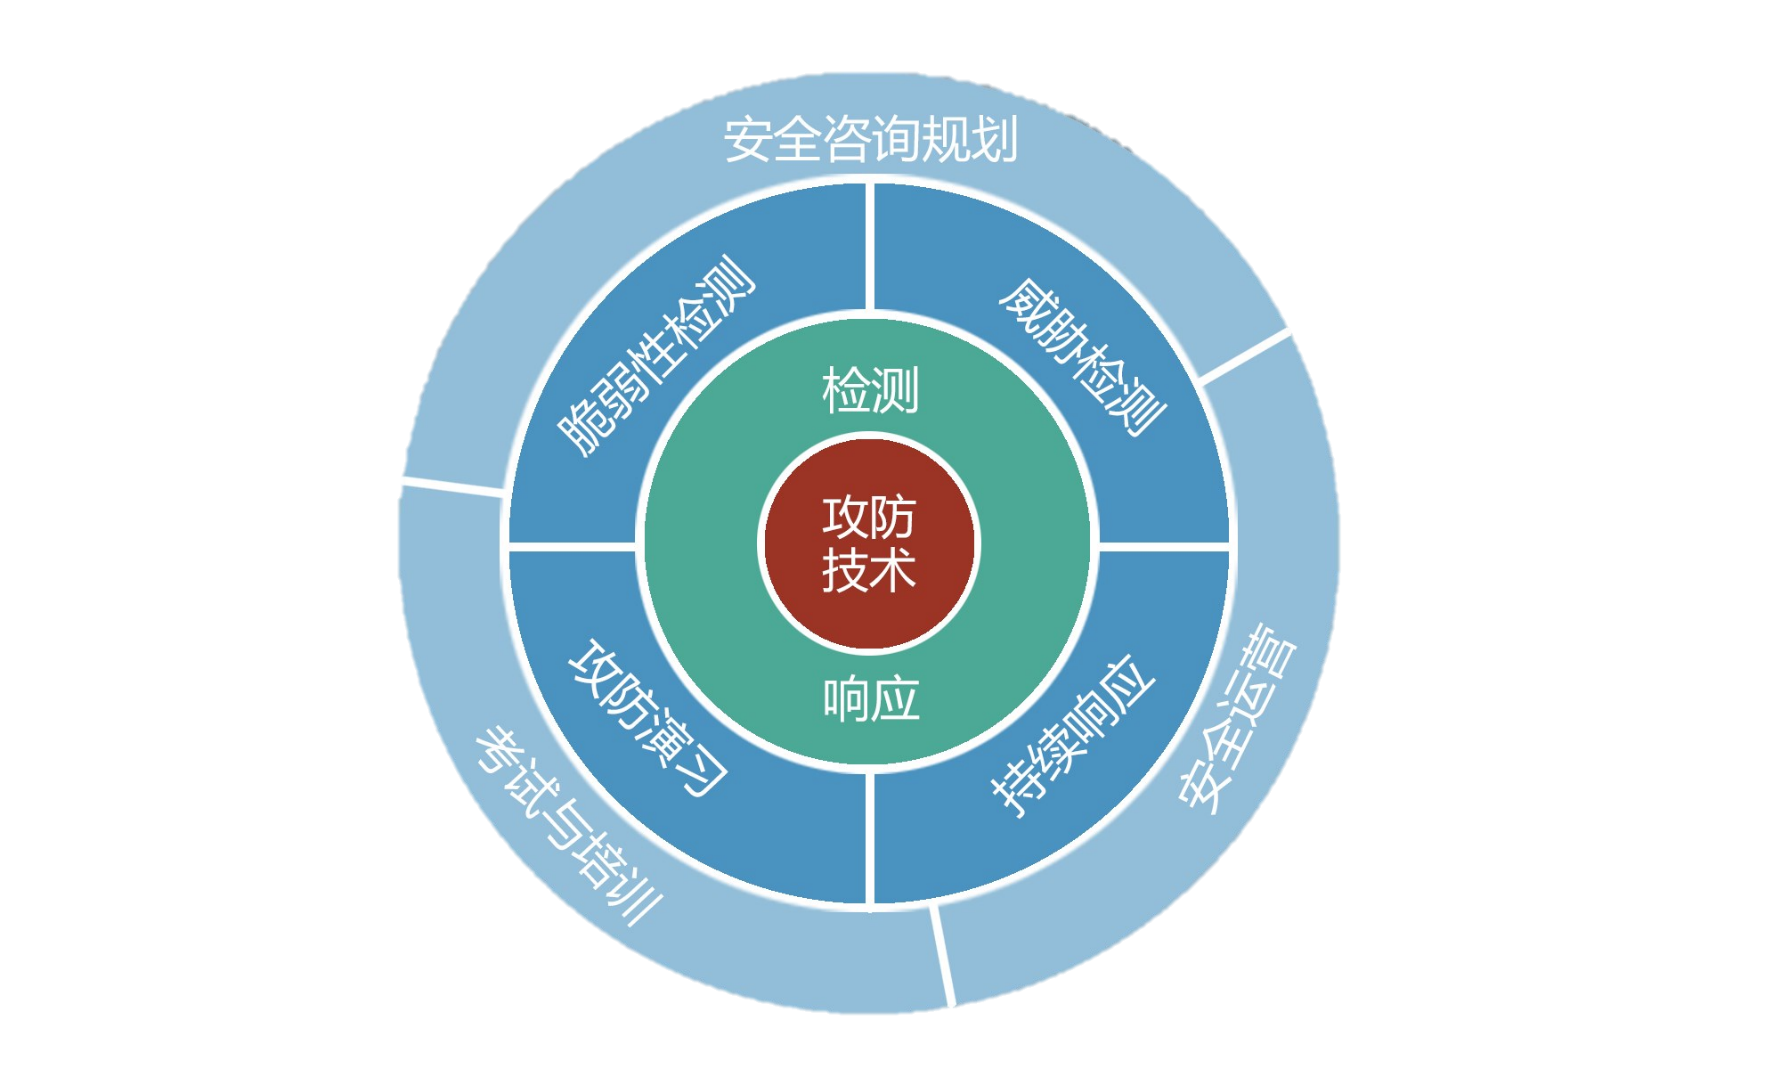 安全咨询规划
脆弱性检测
威胁检测
检测
攻防
技术
响应
攻防演习
持续响应
安全运营
考试与培训